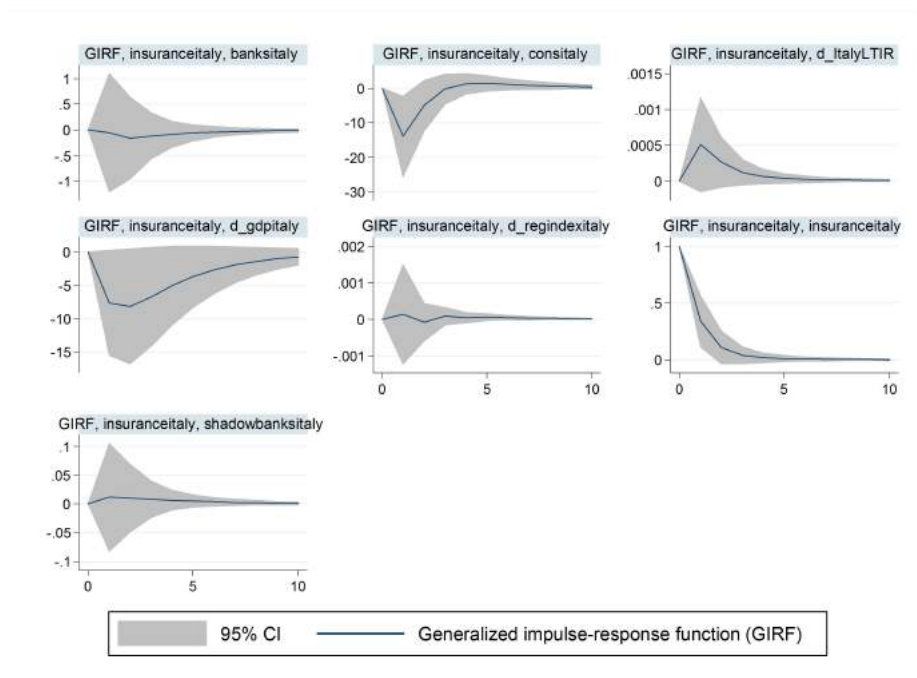 GIRF, insuranceitaly, banksitaly
1
.5
0
-.5
-1
GIRF, insuranceitaly, consitaly
0
-10
-20
-30
GIRF, insuranceitaly, d_ItalyLTIR
.0015
.001
.0005
0
GIRF, insuranceitaly, d_gdpitaly
0
-5
-10
-15
GIRF, insuranceitaly, d_regindexitaly
.002
.001
0
-.001
0 5 10
GIRF, insuranceitaly, insuranceitaly
1
.5
0
0 5 10
GIRF, insuranceitaly, shadowbanksitaly
.1
.05
0
-.05
-.1
0 5 10
95% CI Generalized impulse-response function (GIRF)